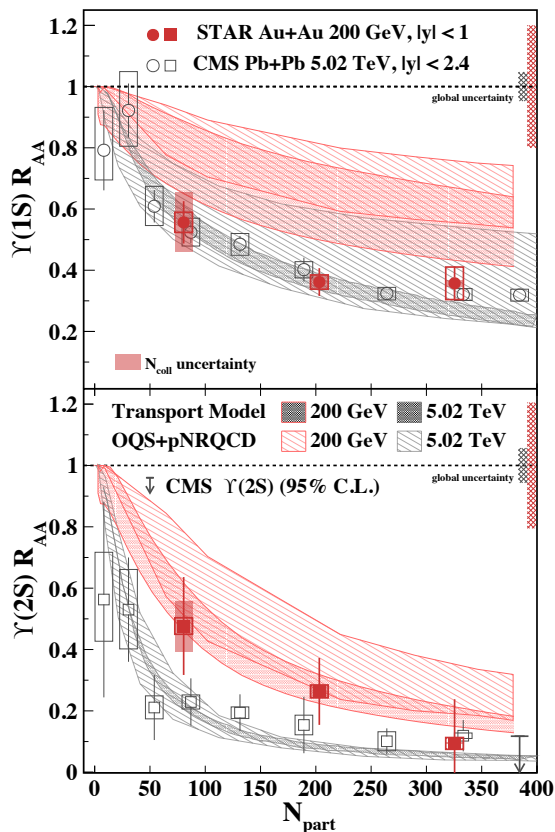 STAR Au+Au 200 GeV, |y| < 1
CMS Pb+Pb 5.02 TeV, |y| < 2.4
global uncertainty
1.2
1
0.8
0.6
0.4
0.2
ϒ(1S) R_AA
N_coll uncertainty
Transport Model 200 GeV 5.02 TeV
OQS+pNRQCD 200 GeV 5.02 TeV
global uncertainty
CMS ϒ(2S) (95% C.L.)
1.2
1
0.8
0.6
0.4
0.2
0
ϒ(2S) R_AA
0 50 100 150 200 250 300 350 400
N_part